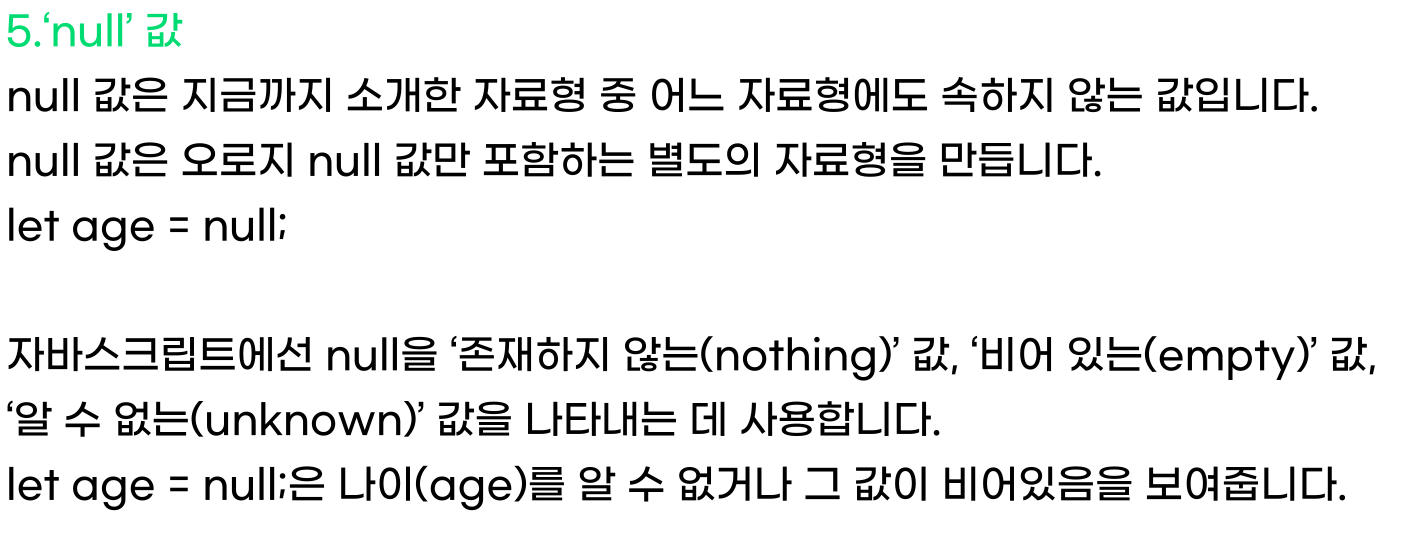 5.‘null’ 값
null 값은 지금까지 소개한 자료형 중 어느 자료형에도 속하지 않는 값입니다.
null 값은 오로지 null 값만 포함하는 별도의 자료형을 만듭니다.
let age = null;
자바스크립트에선 null을 ‘존재하지 않는(nothing)’ 값, ‘비어 있는(empty)’ 값,
‘알 수 없는(unknown)’ 값을 나타내는 데 사용합니다.
let age = null;은 나이(age)를 알 수 없거나 그 값이 비어있음을 보여줍니다.